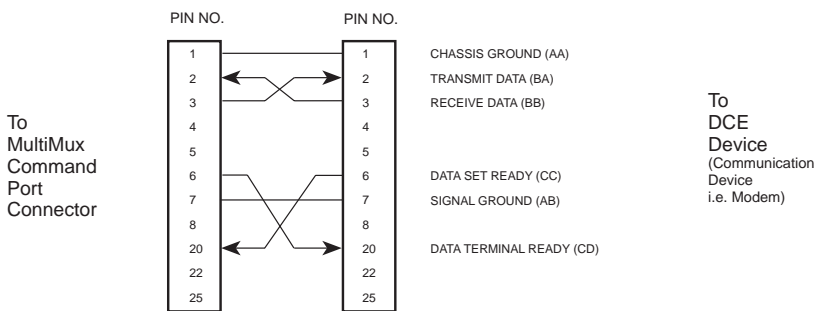 PIN NO.
PIN NO.
To
MultiMux
Command
Port
Connector
1
2
3
4
5
6
7
8
20
22
25
1
2
3
4
5
6
7
8
20
22
25
CHASSIS GROUND (AA)
TRANSMIT DATA (BA)
RECEIVE DATA (BB)
DATA SET READY (CC)
SIGNAL GROUND (AB)
DATA TERMINAL READY (CD)
To
DCE
Device
(Communication
Device
i.e. Modem)